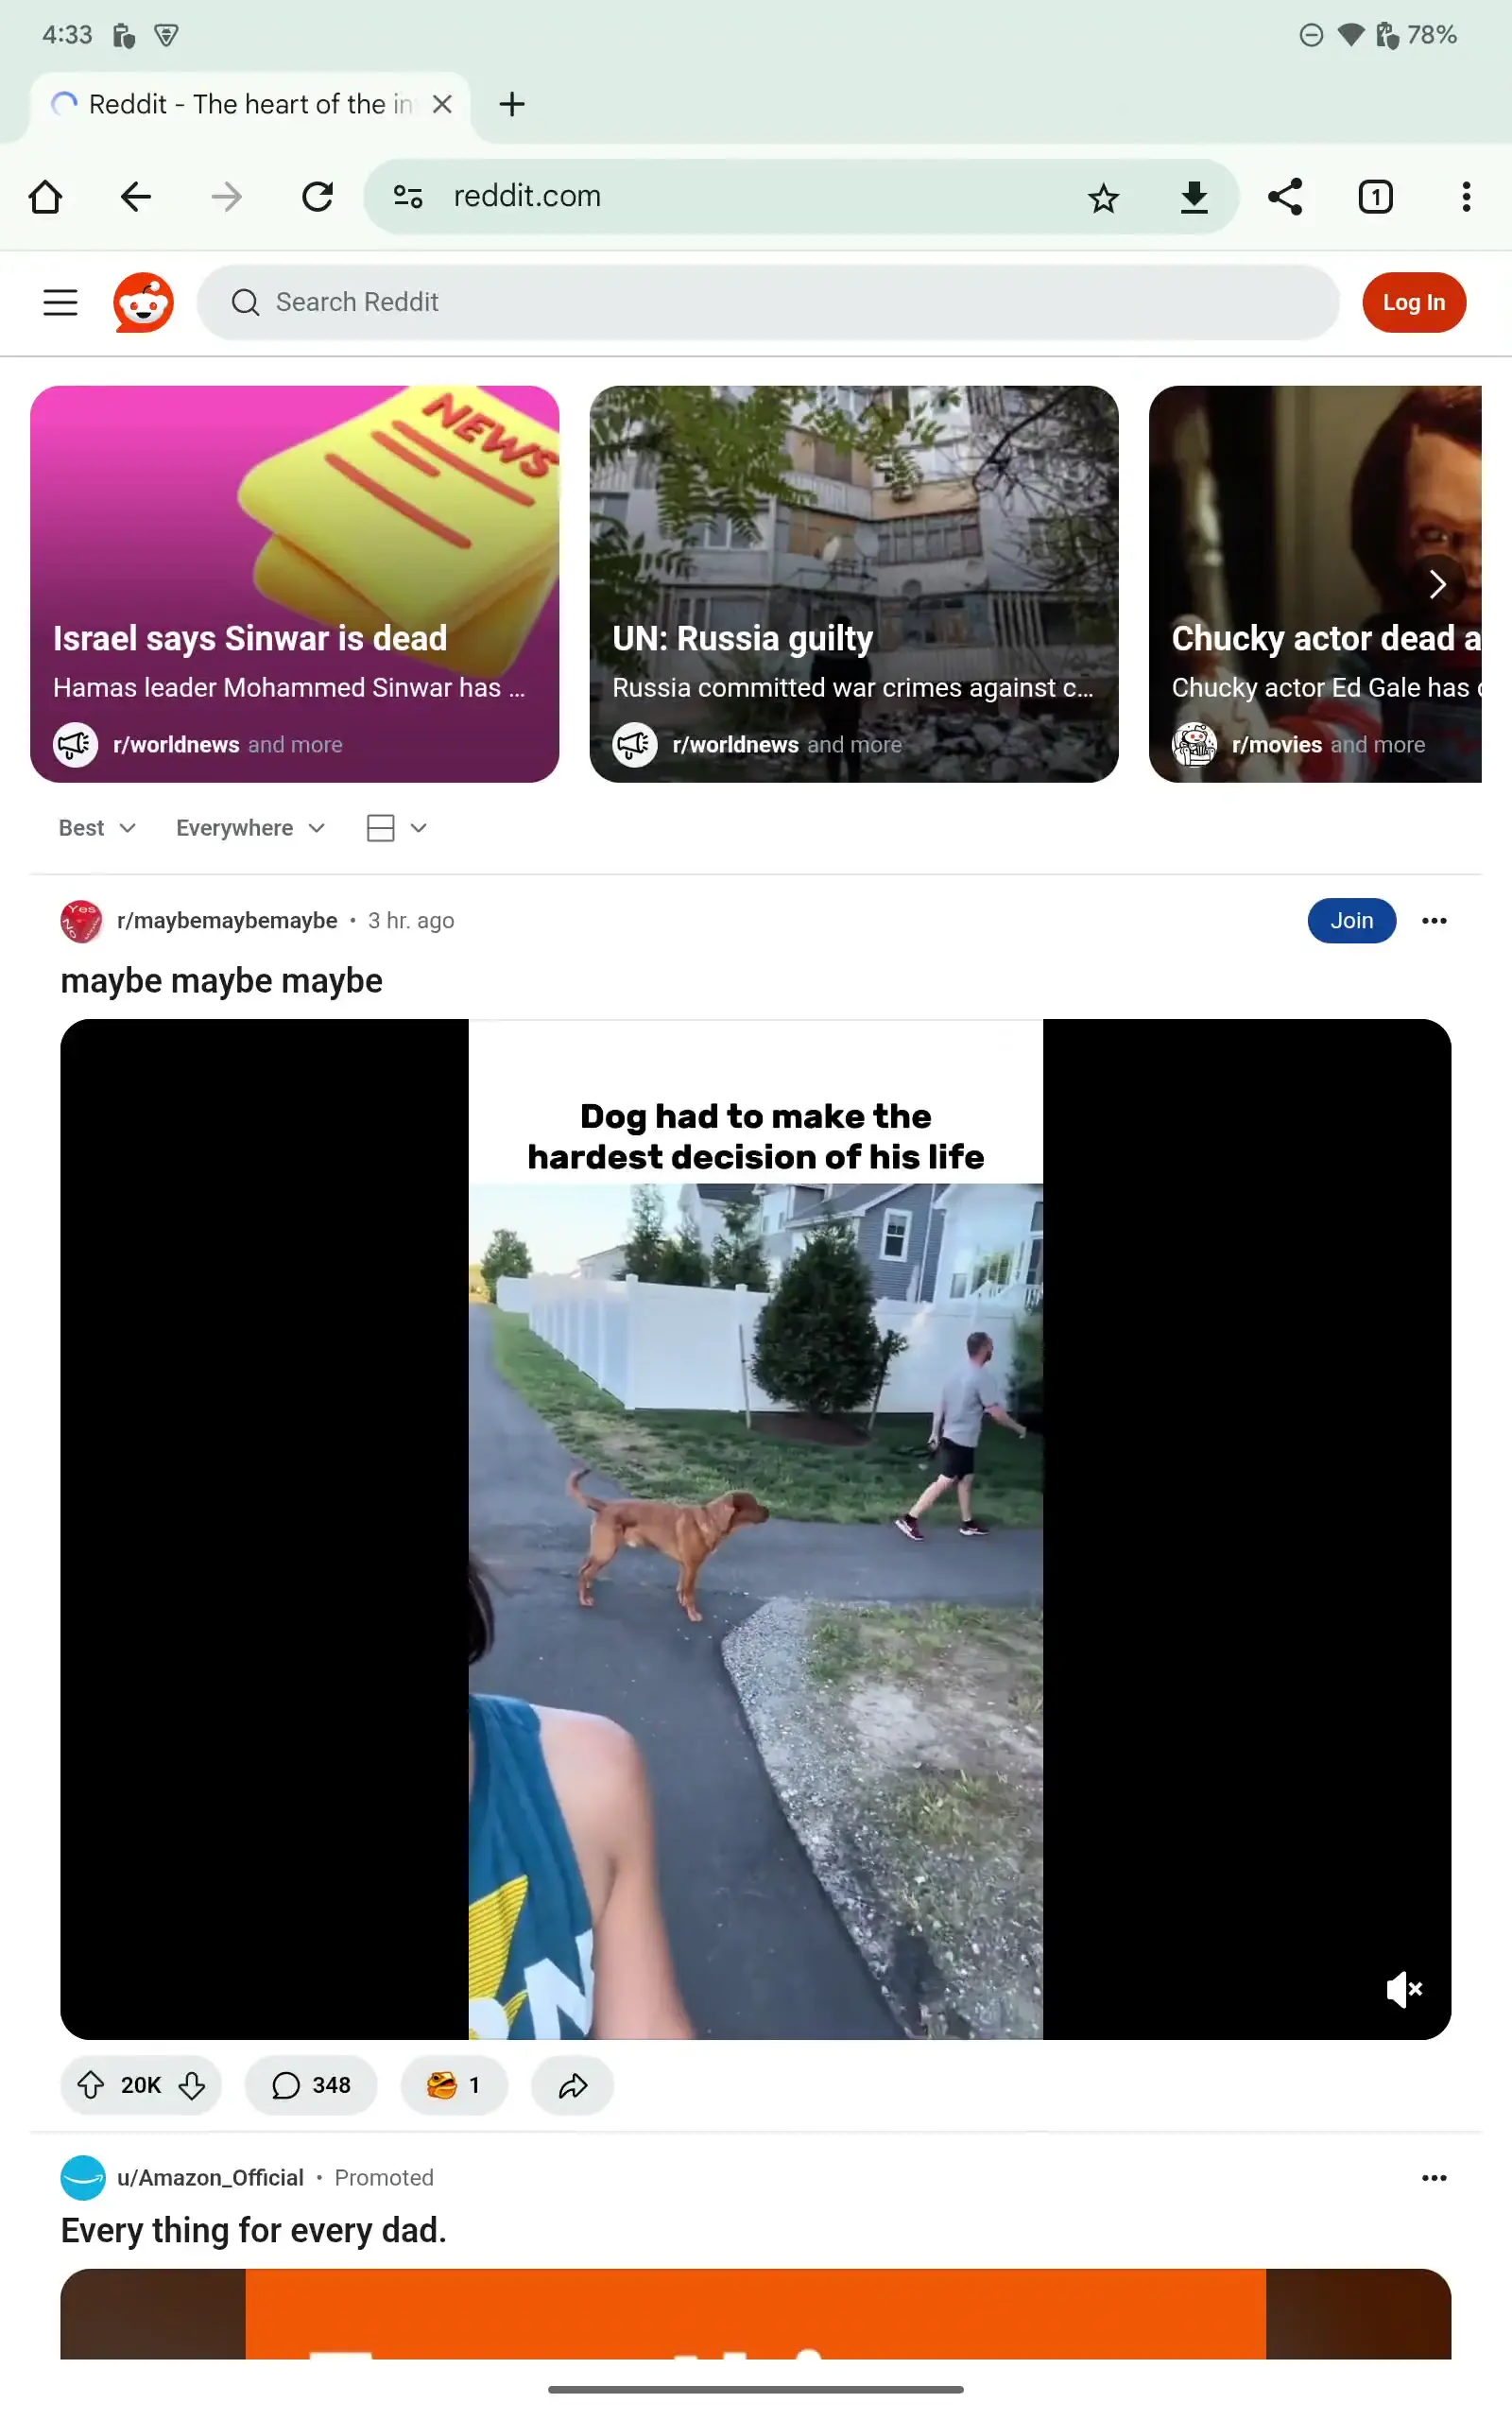 4:33
78%
Reddit - The heart of the in
reddit.com
1
Search Reddit
Log In
NEWS
Israel says Sinwar is dead
Hamas leader Mohammed Sinwar has ...
r/worldnews and more
UN: Russia guilty
Russia committed war crimes against c...
r/worldnews and more
Chucky actor dead a
Chucky actor Ed Gale has
r/movies and more
Best
Everywhere
Yes
NO
r/maybemaybemaybe • 3 hr. ago
Join
maybe maybe maybe
Dog had to make the
hardest decision of his life
20K
348
1
u/Amazon_Official • Promoted
Every thing for every dad.